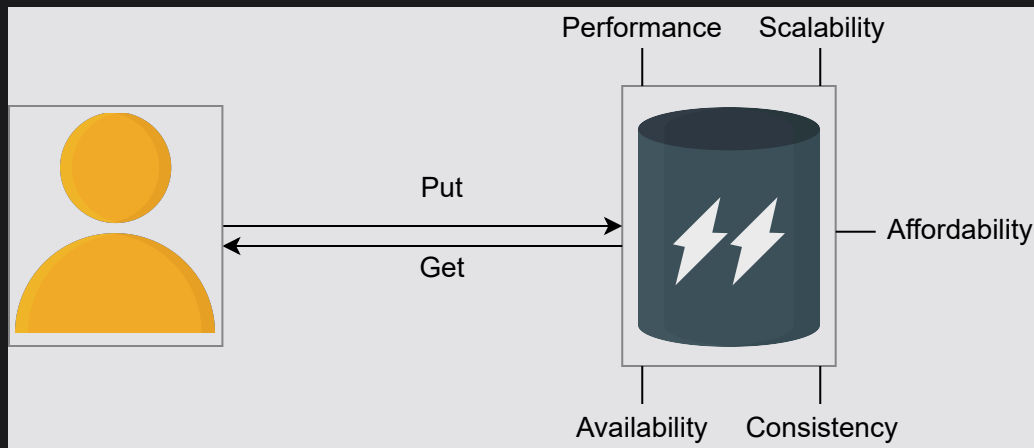 Performance
Scalability
Put
Get
Affordability
Availability
Consistency